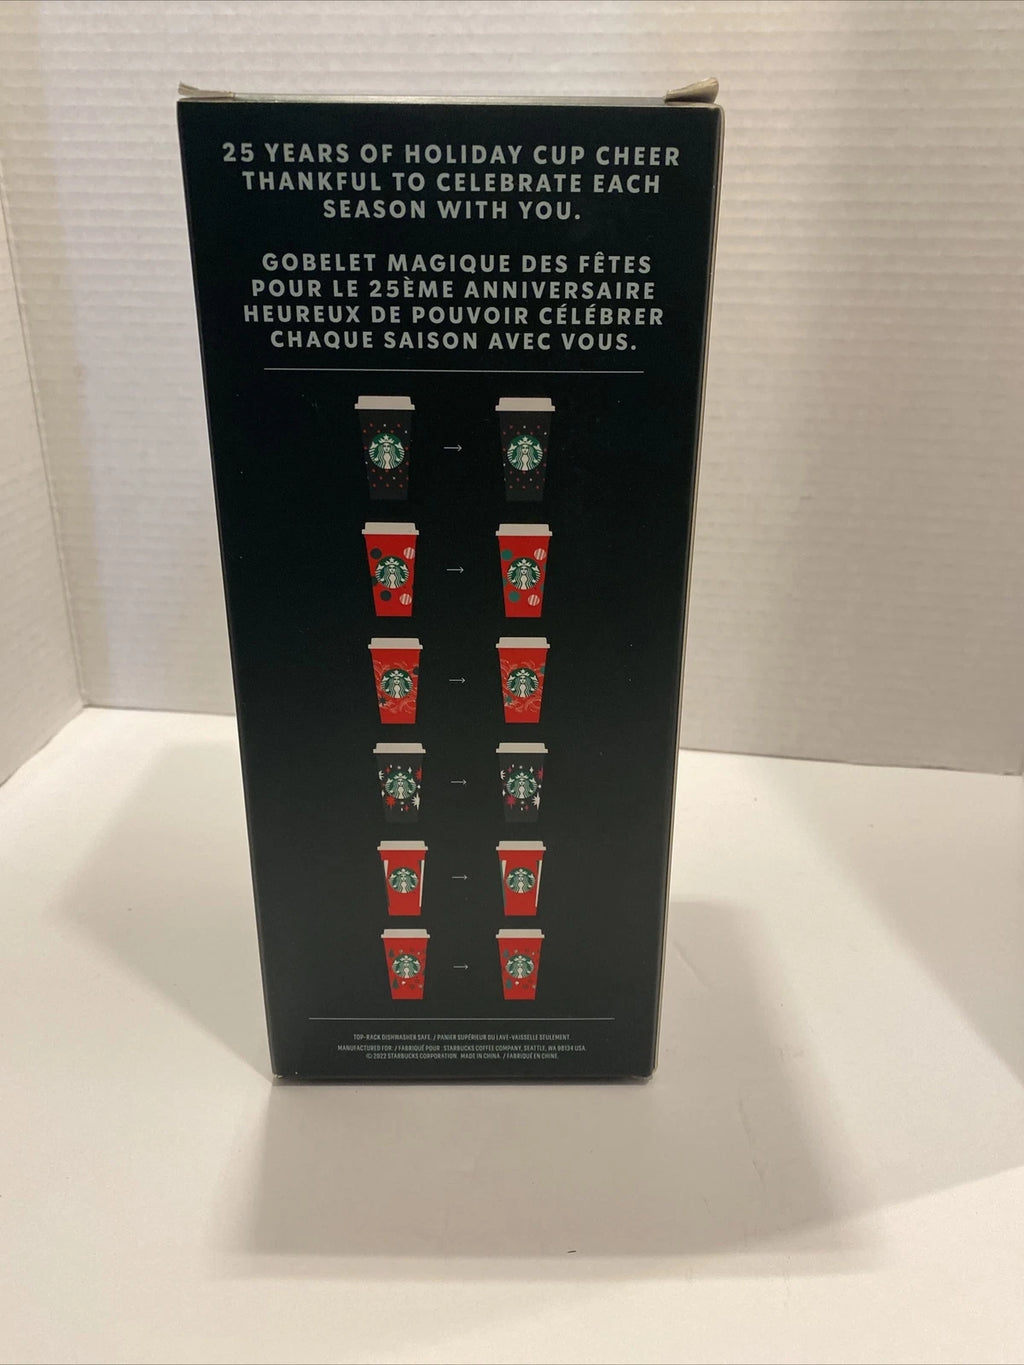 25 YEARS OF HOLIDAY CUP CHEER
THANKFUL TO CELEBRATE EACH
SEASON WITH YOU.
GOBELET MAGIQUE DES FÊTES
POUR LE 25ÈME ANNIVERSAIRE
HEUREUX DE POUVOIR CÉLÉBRER
CHAQUE SAISON AVEC VOUS.
TOP-RACK DISHWASHER SAFE. / PANIER SUPÉRIEUR DU LAVE-VAISSELLE SEULEMENT.
MANUFACTURED FOR: / FABRIQUÉ POUR: STARBUCKS COFFEE COMPANY, SEATTLE, WA 98134 USA.
© 2022 STARBUCKS CORPORATION. MADE IN CHINA. / FABRIQUÉ EN CHINE.